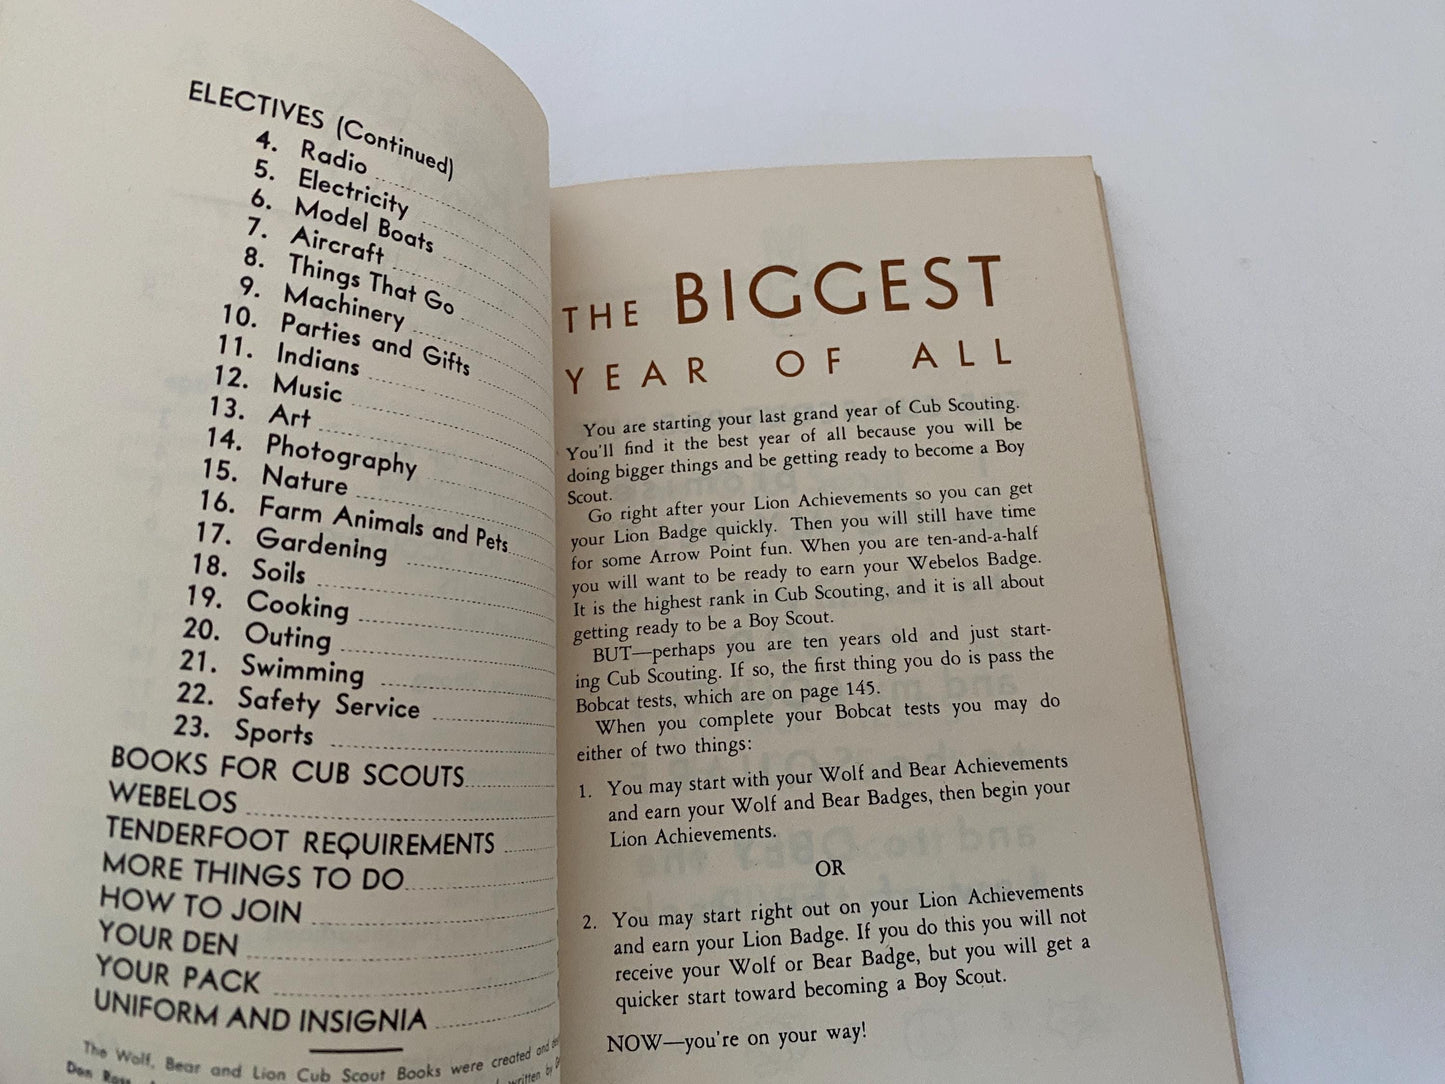 ELECTIVES (Continued)
4. Radio
5. Electricity
6. Model Boats
7. Aircraft
8. Things That Go
9. Machinery
10. Parties and Gifts
11. Indians
12. Music
13. Art
14. Photography
15. Nature
16. Farm Animals and Pets
17. Gardening
18. Soils
19. Cooking
20. Outing
21. Swimming
22. Safety Service
23. Sports
BOOKS FOR CUB SCOUTS
WEBELOS
TENDERFOOT REQUIREMENTS
MORE THINGS TO DO
HOW TO JOIN
YOUR DEN
YOUR PACK
UNIFORM AND INSIGNIA
The Wolf, Bear and Lion Cub Scout Books were created and
Don written by
THE BIGGEST
YEAR OF ALL
You are starting your last grand year of Cub Scouting.
You'll find it the best year of all because you will be
doing bigger things and be getting ready to become a Boy
Scout.
Go right after your Lion Achievements so you can get
your Lion Badge quickly. Then you will still have time
for some Arrow Point fun. When you are ten-and-a-half
you will want to be ready to earn your Webelos Badge.
It is the highest rank in Cub Scouting, and it is all about
getting ready to be a Boy Scout.
BUT—perhaps you are ten years old and just start-
ing Cub Scouting. If so, the first thing you do is pass the
Bobcat tests, which are on page 145.
When you complete your Bobcat tests you may do
either of two things:
1. You may start with your Wolf and Bear Achievements
and earn your Wolf and Bear Badges, then begin your
Lion Achievements.
OR
2. You may start right out on your Lion Achievements
and earn your Lion Badge. If you do this you will not
receive your Wolf or Bear Badge, but you will get a
quicker start toward becoming a Boy Scout.
NOW—you're on your way!